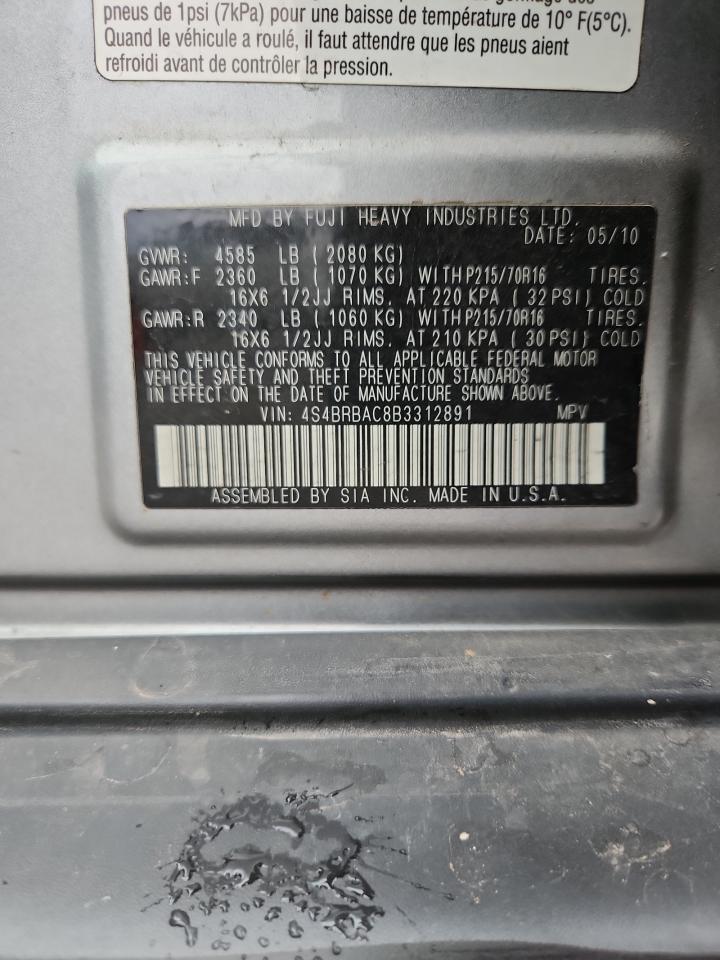 pneus de 1psi (7kPa) pour une baisse de température de 10° F(5°C).
Quand le véhicule a roulé, il faut attendre que les pneus aient
refroidi avant de contrôler la pression.
MFD BY FUJI HEAVY INDUSTRIES LTD.
DATE: 05/10
GVWR: 4585 LB ( 2080 KG)
GAWR:F 2360 LB ( 1070 KG) WITH P215/70R16 TIRES.
16X6 1/2JJ RIMS. AT 220 KPA ( 32 PSI) COLD
GAWR:R 2340 LB ( 1060 KG) WITH P215/70R16 TIRES.
16X6 1/2JJ RIMS. AT 210 KPA ( 30 PSI) COLD
THIS VEHICLE CONFORMS TO ALL APPLICABLE FEDERAL MOTOR
VEHICLE SAFETY AND THEFT PREVENTION STANDARDS
IN EFFECT ON THE DATE OF MANUFACTURE SHOWN ABOVE.
VIN: 4S4BRBAC8B3312891 MPV
ASSEMBLED BY SIA INC. MADE IN U.S.A.